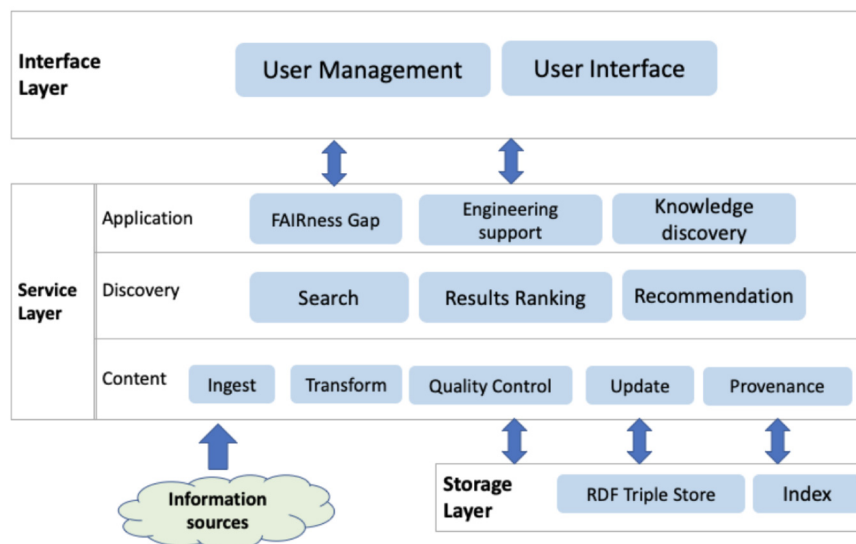 Interface
Layer
User Management
User Interface
Service
Layer
Application
FAIRness Gap
Engineering
support
Knowledge
discovery
Discovery
Search
Results Ranking
Recommendation
Content
Ingest
Transform
Quality Control
Update
Provenance
Information
sources
Storage
Layer
RDF Triple Store
Index